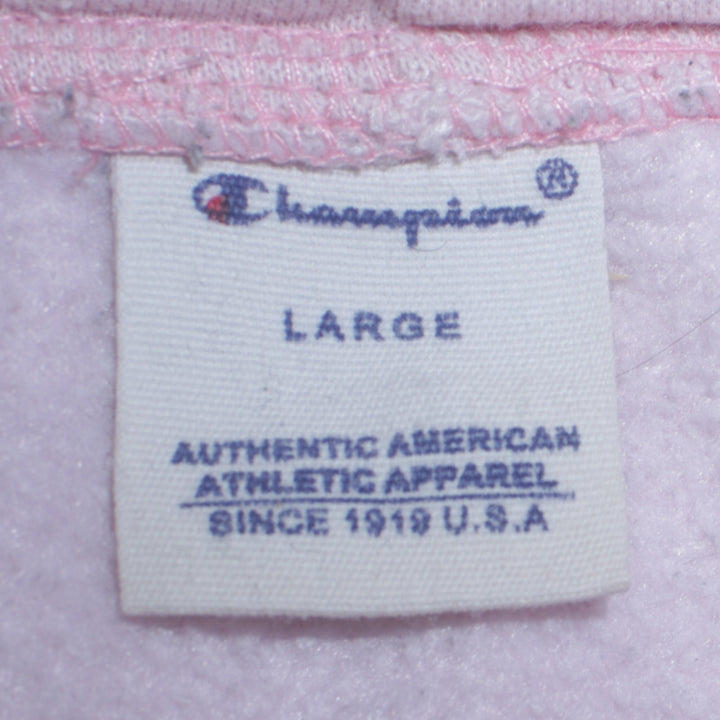 Champion ®
LARGE
AUTHENTIC AMERICAN
ATHLETIC APPAREL
SINCE 1919 U.S.A